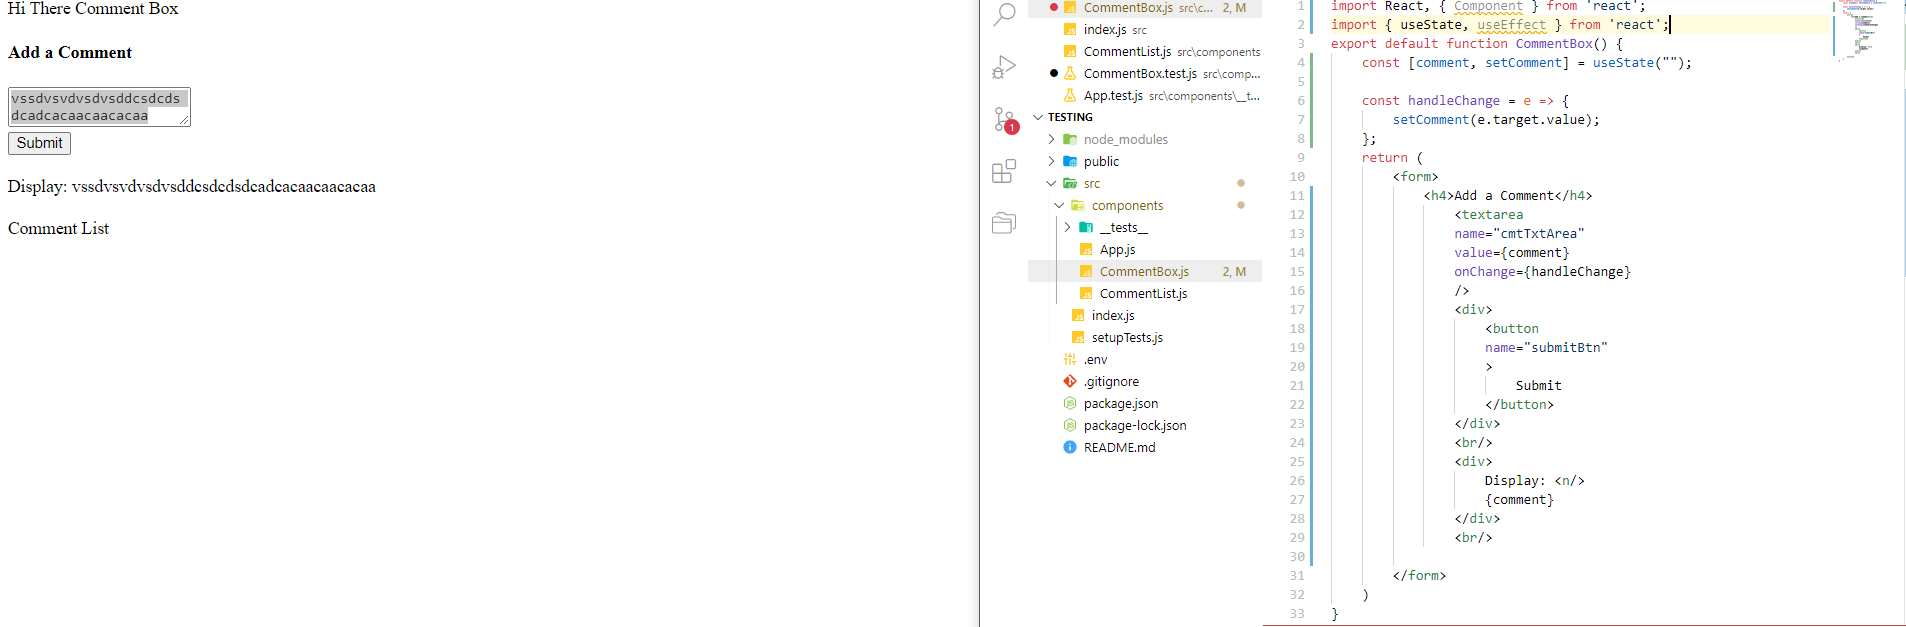 Hi There Comment Box
Add a Comment
vssdvsvdvsdvsddcsdcds
dcadcacaacaacacaa
Submit
Display: vssdvsvdvsdvsddcsdcdsdcadcacaacaacacaa
Comment List
CommentBox.js src\c... 2, M
index.js src
CommentList.js src\components
CommentBox.test.js src\comp...
App.test.js src\components\__t...
1
TESTING
node_modules
public
src
components
__tests__
App.js
CommentBox.js 2, M
CommentList.js
index.js
setupTests.js
.env
.gitignore
package.json
package-lock.json
README.md
1 import React, { Component } from 'react';
2 import { useState, useEffect } from 'react';
3 export default function CommentBox() {
4 const [comment, setComment] = useState("");
5
6 const handleChange = e => {
7 setComment(e.target.value);
8 };
9 return (
10 <form>
11 <h4>Add a Comment</h4>
12 <textarea
13 name="cmtTxtArea"
14 value={comment}
15 onChange={handleChange}
16 />
17 <div>
18 <button
19 name="submitBtn"
20 >
21 Submit
22 </button>
23 </div>
24 <br/>
25 <div>
26 Display: <n/>
27 {comment}
28 </div>
29 <br/>
30
31 </form>
32 )
33 }